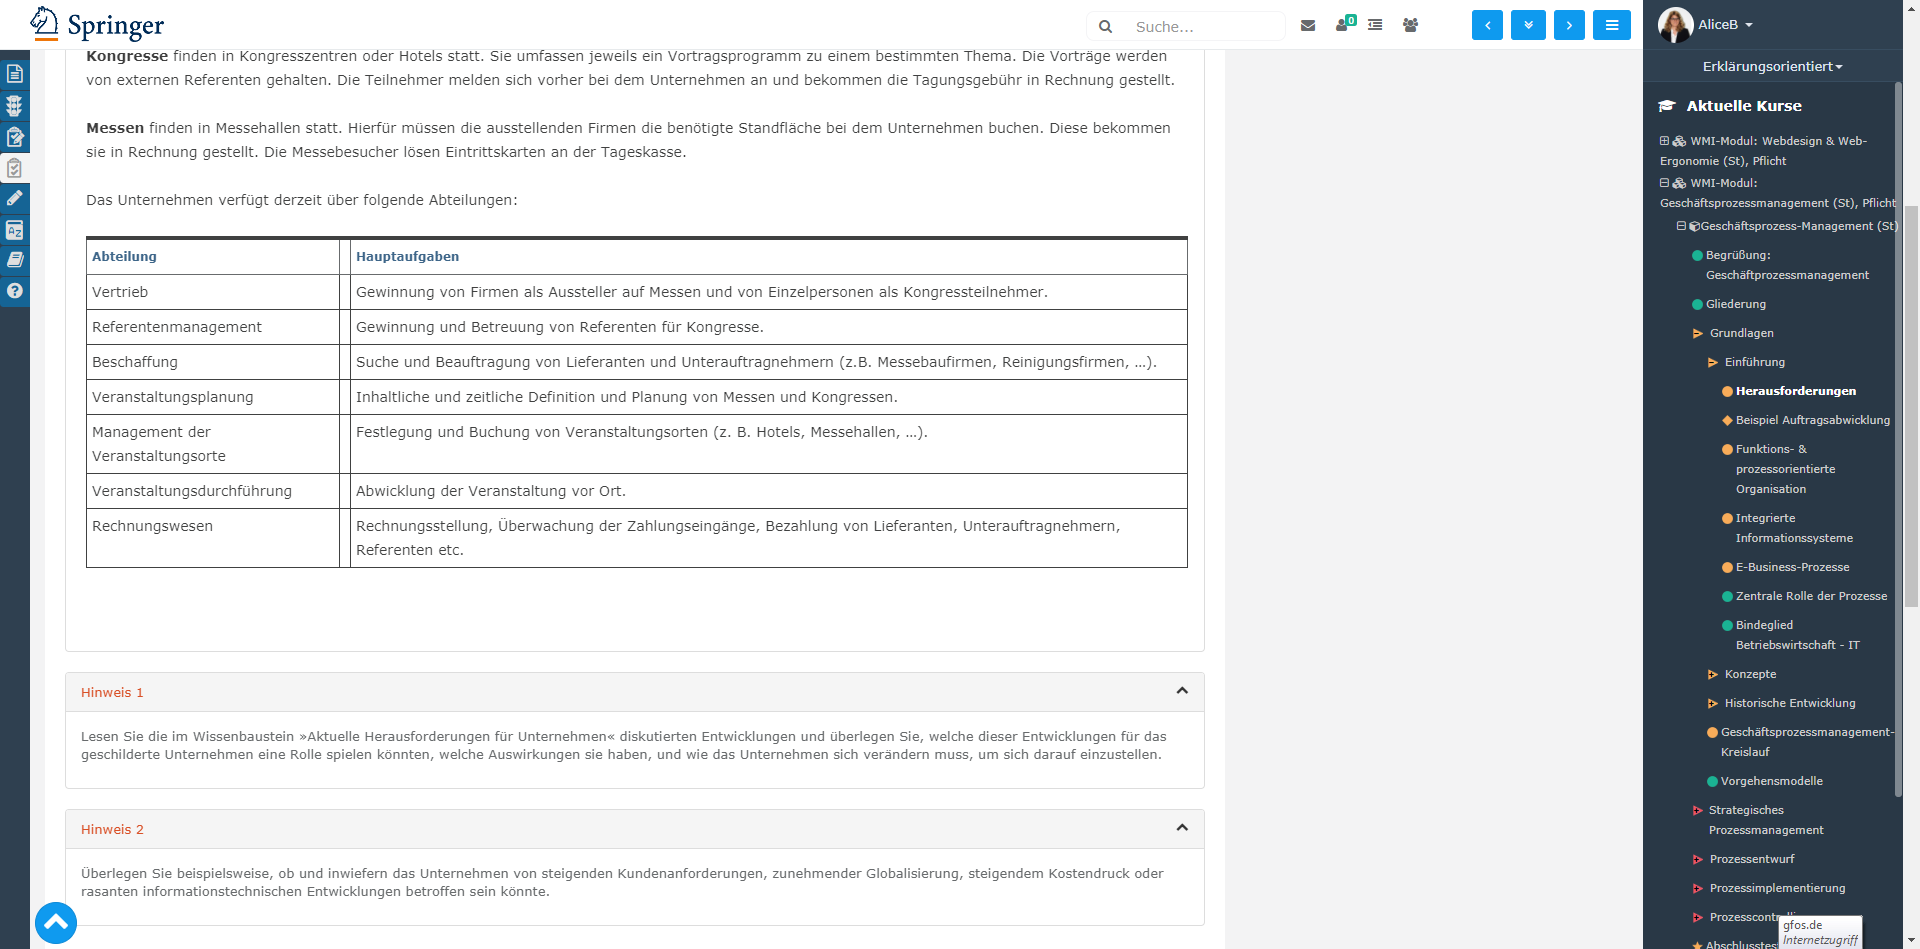 Springer
Suche...
0
AliceB
Erklärungsorientiert
Kongresse finden in Kongresszentren oder Hotels statt. Sie umfassen jeweils ein Vortragsprogramm zu einem bestimmten Thema. Die Vorträge werden
von externen Referenten gehalten. Die Teilnehmer melden sich vorher bei dem Unternehmen an und bekommen die Tagungsgebühr in Rechnung gestellt.
Messen finden in Messehallen statt. Hierfür müssen die ausstellenden Firmen die benötigte Standfläche bei dem Unternehmen buchen. Diese bekommen
sie in Rechnung gestellt. Die Messebesucher lösen Eintrittskarten an der Tageskasse.
Das Unternehmen verfügt derzeit über folgende Abteilungen:
Abteilung Hauptaufgaben
Vertrieb Gewinnung von Firmen als Aussteller auf Messen und von Einzelpersonen als Kongressteilnehmer.
Referentenmanagement Gewinnung und Betreuung von Referenten für Kongresse.
Beschaffung Suche und Beauftragung von Lieferanten und Unterauftragnehmern (z.B. Messebaufirmen, Reinigungsfirmen, ...).
Veranstaltungsplanung Inhaltliche und zeitliche Definition und Planung von Messen und Kongressen.
Management der Festlegung und Buchung von Veranstaltungsorten (z. B. Hotels, Messehallen, ...).
Veranstaltungsorte
Veranstaltungsdurchführung Abwicklung der Veranstaltung vor Ort.
Rechnungswesen Rechnungsstellung, Überwachung der Zahlungseingänge, Bezahlung von Lieferanten, Unterauftragnehmern,
Referenten etc.
Hinweis 1
Lesen Sie die im Wissenbaustein »Aktuelle Herausforderungen für Unternehmen« diskutierten Entwicklungen und überlegen Sie, welche dieser Entwicklungen für das
geschilderte Unternehmen eine Rolle spielen könnten, welche Auswirkungen sie haben, und wie das Unternehmen sich verändern muss, um sich darauf einzustellen.
Hinweis 2
Überlegen Sie beispielsweise, ob und inwiefern das Unternehmen von steigenden Kundenanforderungen, zunehmender Globalisierung, steigendem Kostendruck oder
rasanten informationstechnischen Entwicklungen betroffen sein könnte.
Aktuelle Kurse
WMI-Modul: Webdesign & Web-
Ergonomie (St), Pflicht
WMI-Modul:
Geschäftsprozessmanagement (St), Pflicht
Geschäftsprozess-Management (St)
Begrüßung:
Geschäftprozessmanagement
Gliederung
Grundlagen
Einführung
Herausforderungen
Beispiel Auftragsabwicklung
Funktions- &
prozessorientierte
Organisation
Integrierte
Informationssysteme
E-Business-Prozesse
Zentrale Rolle der Prozesse
Bindeglied
Betriebswirtschaft - IT
Konzepte
Historische Entwicklung
Geschäftsprozessmanagement-
Kreislauf
Vorgehensmodelle
Strategisches
Prozessmanagement
Prozessentwurf
Prozessimplementierung
gfos.de
Internetzugriff